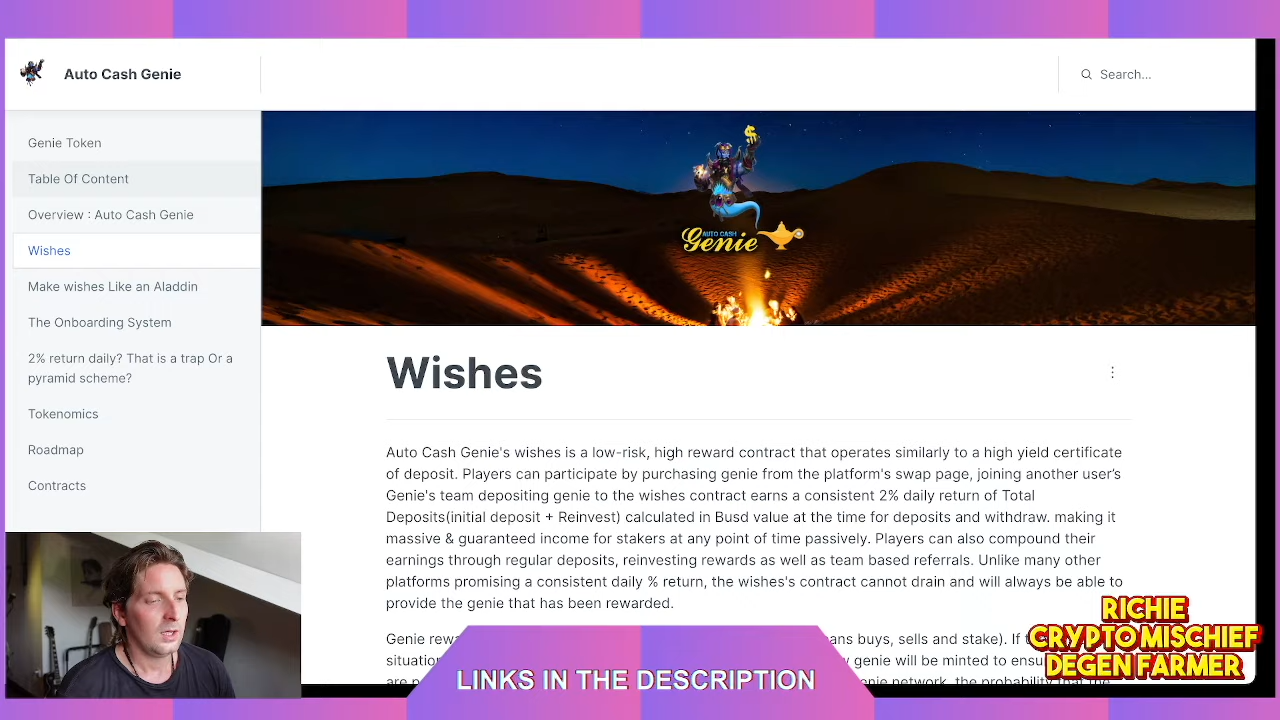 Auto Cash Genie
Search...
Genie Token
Table Of Content
Overview : Auto Cash Genie
Wishes
Make wishes Like an Aladdin
The Onboarding System
2% return daily? That is a trap Or a
pyramid scheme?
Tokenomics
Roadmap
Contracts
AUTO CASH
Genie
Wishes
Auto Cash Genie's wishes is a low-risk, high reward contract that operates similarly to a high yield certificate
of deposit. Players can participate by purchasing genie from the platform's swap page, joining another user's
Genie's team depositing genie to the wishes contract earns a consistent 2% daily return of Total
Deposits(initial deposit + Reinvest) calculated in Busd value at the time for deposits and withdraw. making it
massive & guaranteed income for stakers at any point of time passively. Players can also compound their
earnings through regular deposits, reinvesting rewards as well as team based referrals. Unlike many other
platforms promising a consistent daily % return, the wishes's contract cannot drain and will always be able to
provide the genie that has been rewarded.
Genie buys, sells and stake). If
genie will be minted to
network, the probability that the
RICHIE
CRYPTO MISCHIEF
DEGEN FARMER
LINKS IN THE DESCRIPTION